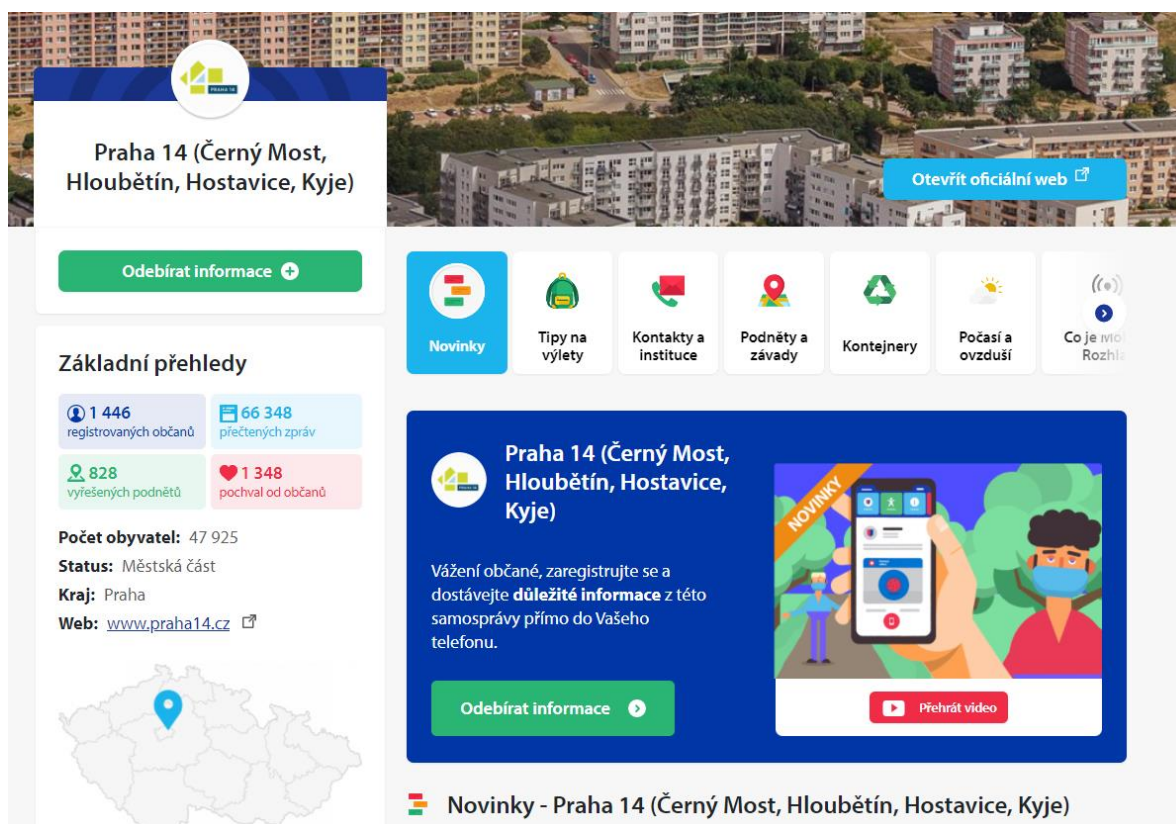 PRAHA 14
Praha 14 (Černý Most,
Hloubětín, Hostavice, Kyje)
Odebírat informace
Otevřít oficiální web
Základní přehledy
1 446
registrovaných občanů
66 348
přečtených zpráv
828
vyřešených podnětů
1 348
pochval od občanů
Počet obyvatel: 47 925
Status: Městská část
Kraj: Praha
Web: www.praha14.cz
Novinky
Tipy na
výlety
Kontakty a
instituce
Podněty a
závady
Kontejnery
Počasí a
ovzduší
Co je
Praha 14 (Černý Most,
Hloubětín, Hostavice,
Kyje)
Vážení občané, zaregistrujte se a
dostávejte důležité informace z této
samosprávy přímo do Vašeho
telefonu.
Odebírat informace
NOVINKY
Přehrát video
Novinky - Praha 14 (Černý Most, Hloubětín, Hostavice, Kyje)